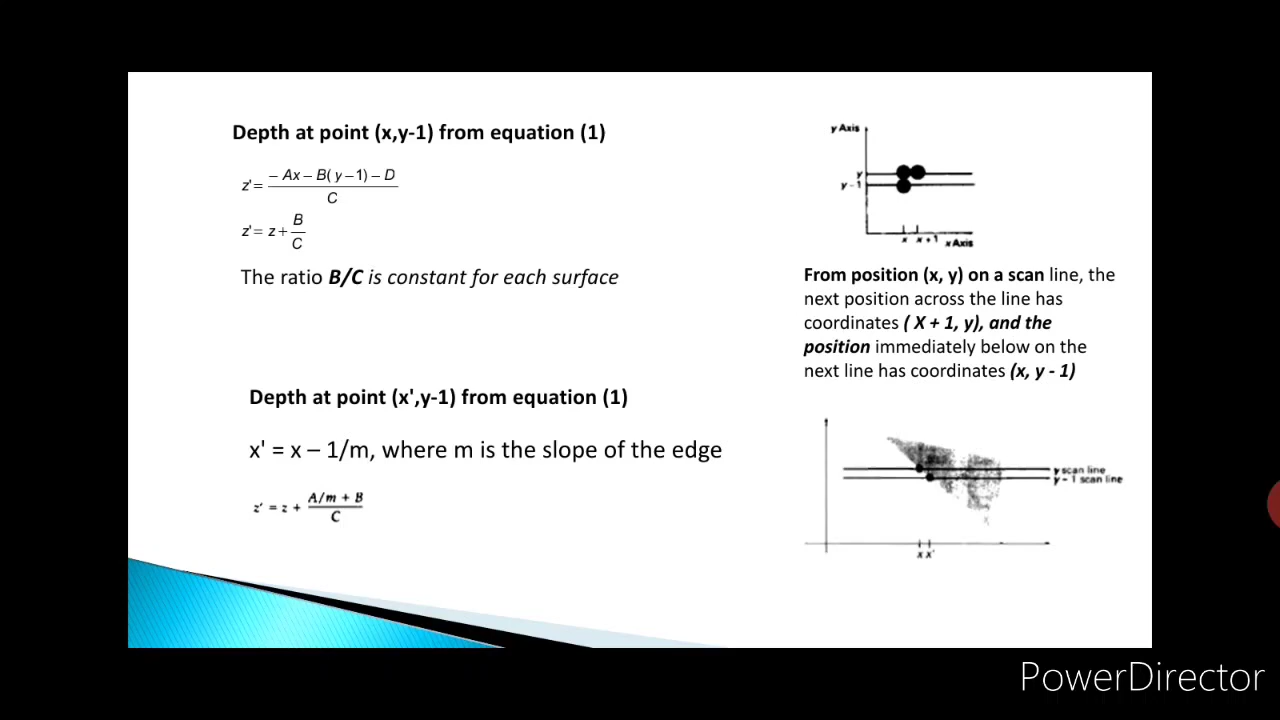 Depth at point (x,y-1) from equation (1)
z'= −Ax−B(y−1)−D
C
z'= z+ B
C
The ratio B/C is constant for each surface
Depth at point (x',y-1) from equation (1)
x' = x – 1/m, where m is the slope of the edge
z' = z + A/m + B
C
y Axis
y
y − 1
x x + 1 x Axis
From position (x, y) on a scan line, the
next position across the line has
coordinates ( X + 1, y), and the
position immediately below on the
next line has coordinates (x, y - 1)
y scan line
y − 1 scan line
x x'
PowerDirector